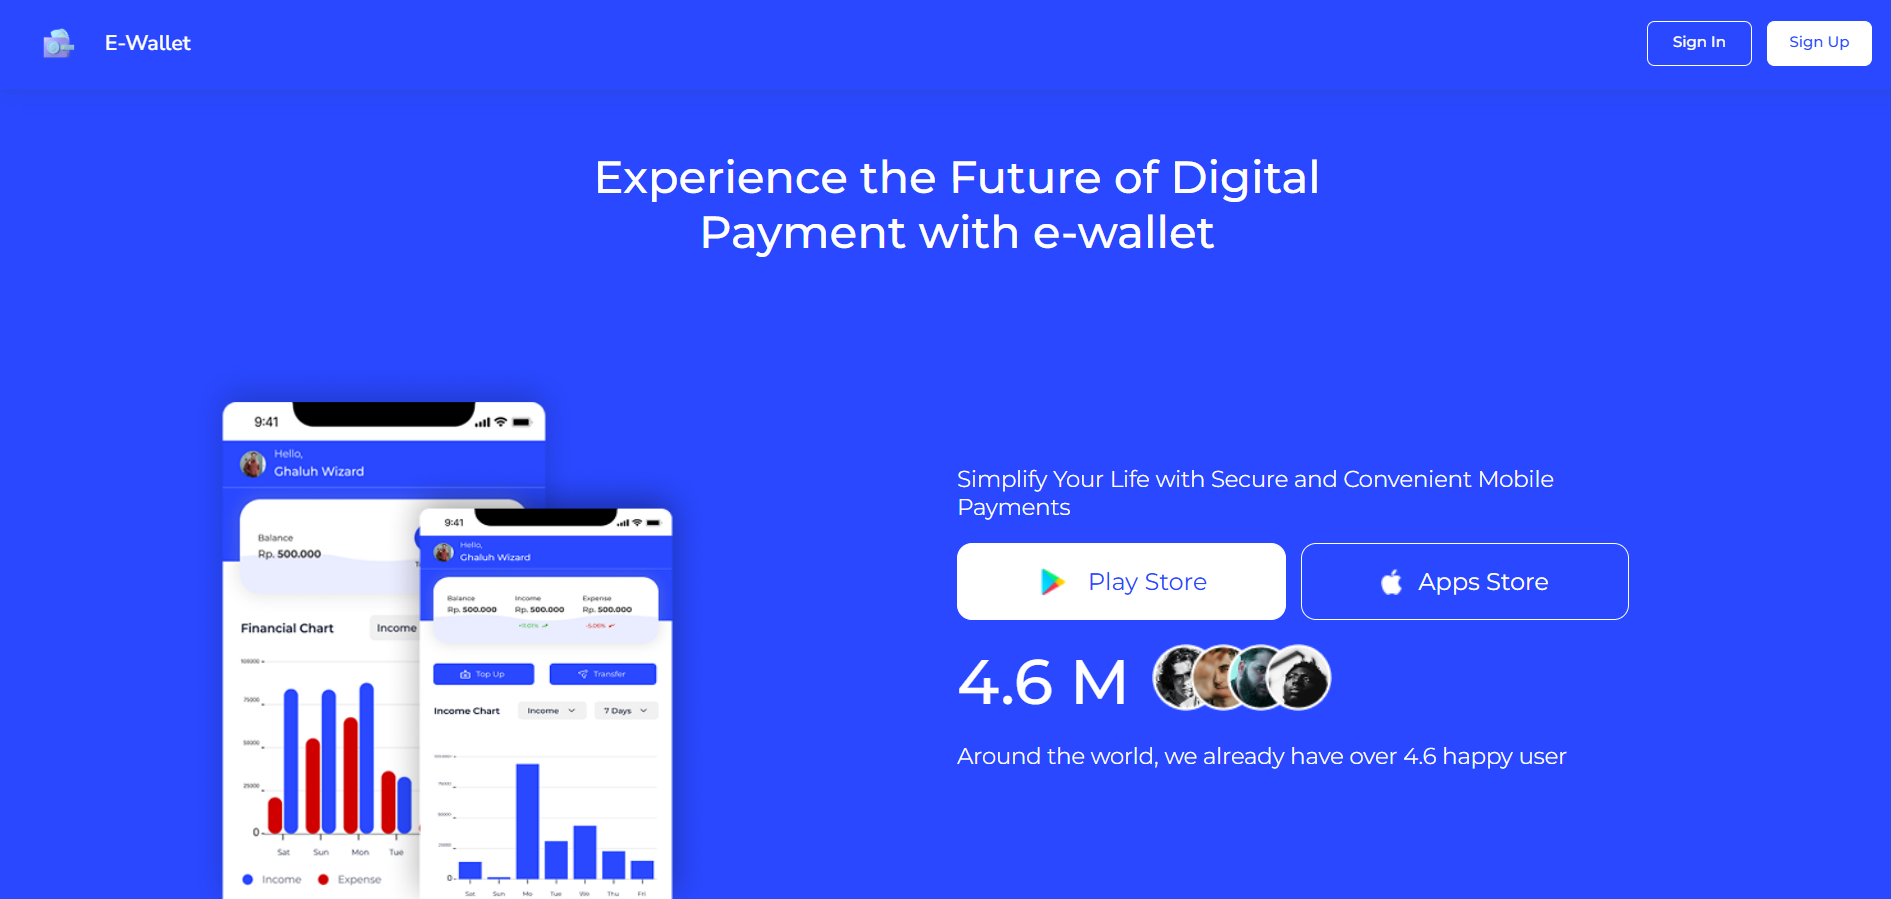 E-Wallet
Sign In
Sign Up
Experience the Future of Digital
Payment with e-wallet
9:41
Hello,
Ghaluh Wizard
Balance
Rp. 500.000
Financial Chart
Income
100000
75000
50000
25000
0
Sat
Sun
Mon
Tue
Income
Expense
9:41
Hello,
Ghaluh Wizard
Balance
Income
Expense
Rp. 500.000
Rp. 500.000
Rp. 500.000
Top Up
Transfer
Income Chart
Income
7 Days
75000
50000
25000
0
Sat
Sun
Mo
Tue
We
Thu
Fri
Simplify Your Life with Secure and Convenient Mobile
Payments
Play Store
Apps Store
4.6 M
Around the world, we already have over 4.6 happy user